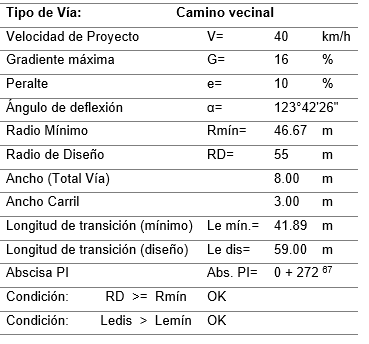 Tipo de Vía: Camino vecinal
Velocidad de Proyecto V= 40 km/h
Gradiente máxima G= 16 %
Peralte e= 10 %
Ángulo de deflexión α= 123°42'26"
Radio Mínimo Rmín= 46.67 m
Radio de Diseño RD= 55 m
Ancho (Total Vía) 8.00 m
Ancho Carril 3.00 m
Longitud de transición (mínimo) Le mín.= 41.89 m
Longitud de transición (diseño) Le dis= 59.00 m
Abscisa PI Abs. PI= 0 + 272 67
Condición: RD >= Rmín OK
Condición: Ledis > Lemín OK